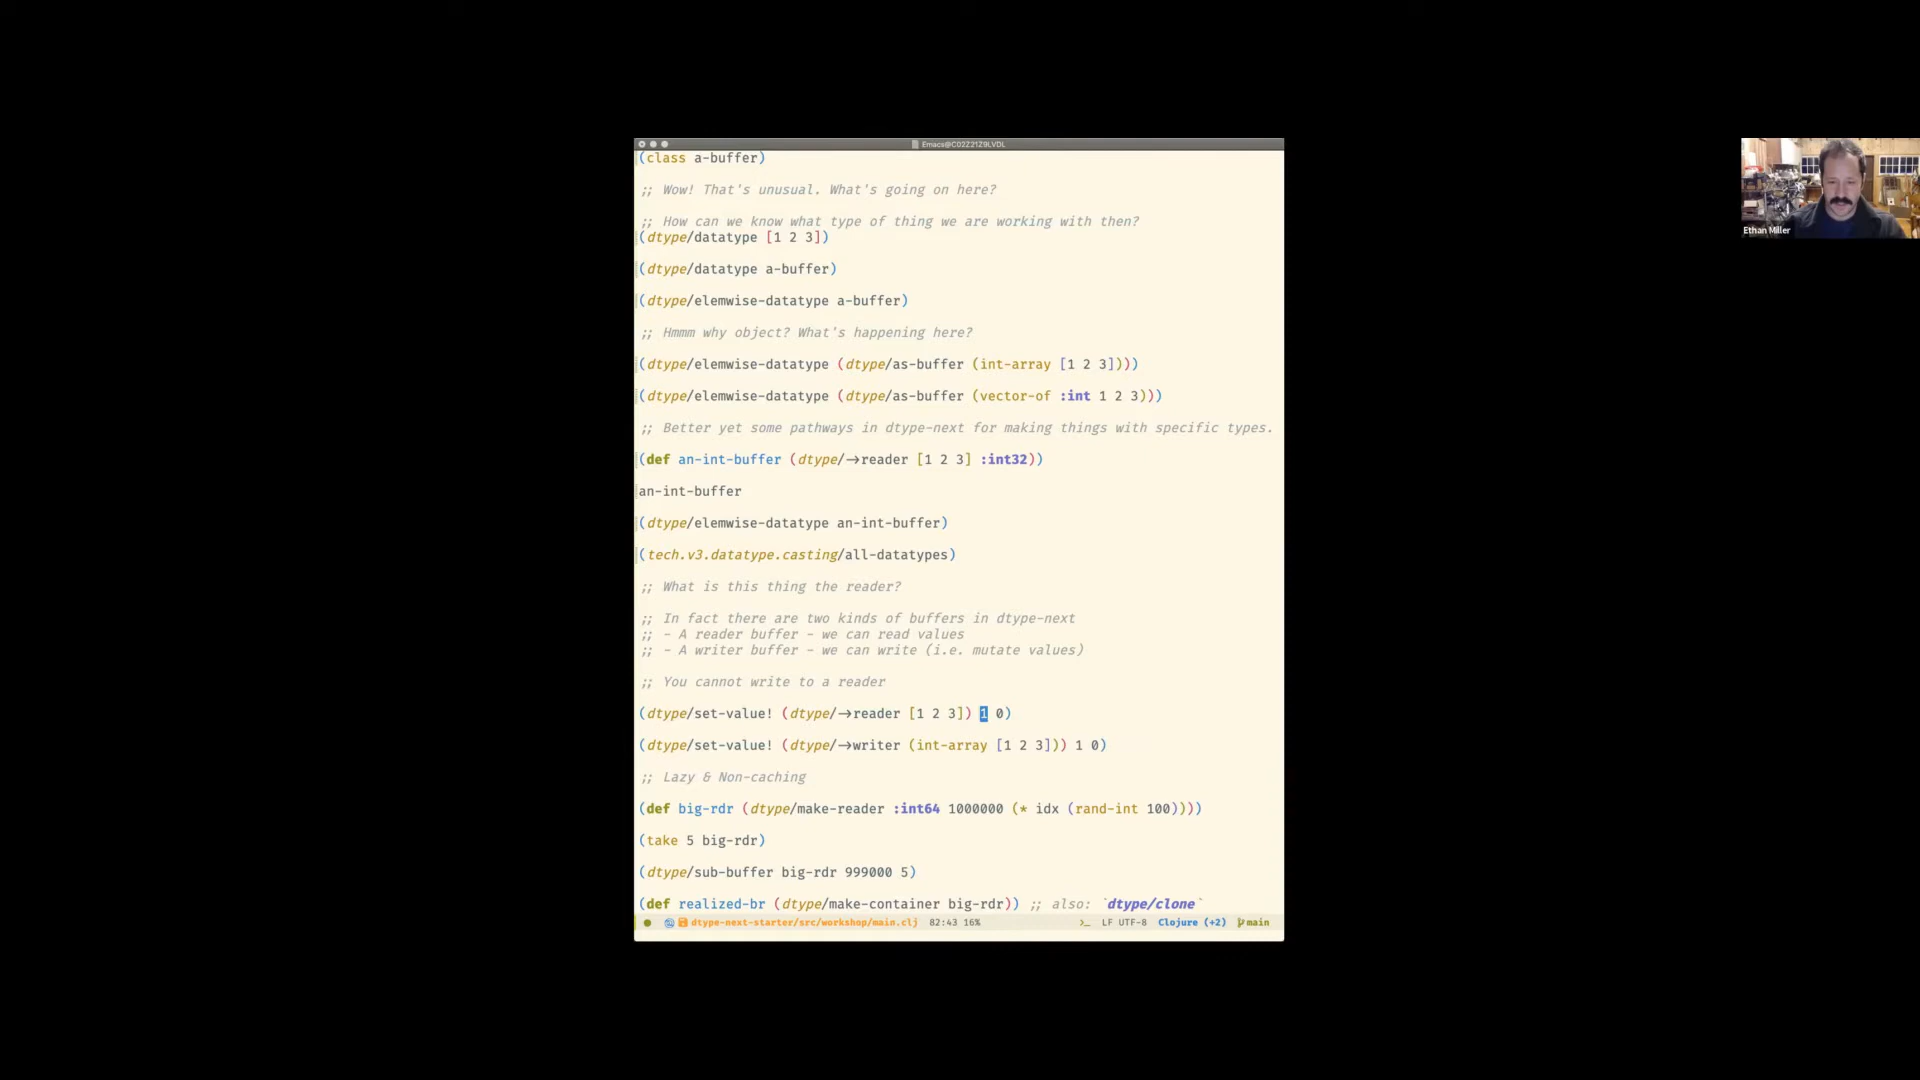 Emacs@C02Z21Z9LVDL
(class a-buffer)
;; Wow! That's unusual. What's going on here?
;; How can we know what type of thing we are working with then?
(dtype/datatype [1 2 3])
(dtype/datatype a-buffer)
(dtype/elemwise-datatype a-buffer)
;; Hmmm why object? What's happening here?
(dtype/elemwise-datatype (dtype/as-buffer (int-array [1 2 3])))
(dtype/elemwise-datatype (dtype/as-buffer (vector-of :int 1 2 3)))
;; Better yet some pathways in dtype-next for making things with specific types.
(def an-int-buffer (dtype/->reader [1 2 3] :int32))
an-int-buffer
(dtype/elemwise-datatype an-int-buffer)
(tech.v3.datatype.casting/all-datatypes)
;; What is this thing the reader?
;; In fact there are two kinds of buffers in dtype-next
;; - A reader buffer - we can read values
;; - A writer buffer - we can write (i.e. mutate values)
;; You cannot write to a reader
(dtype/set-value! (dtype/->reader [1 2 3]) 1 0)
(dtype/set-value! (dtype/->writer (int-array [1 2 3])) 1 0)
;; Lazy & Non-caching
(def big-rdr (dtype/make-reader :int64 1000000 (* idx (rand-int 100))))
(take 5 big-rdr)
(dtype/sub-buffer big-rdr 999000 5)
(def realized-br (dtype/make-container big-rdr)) ;; also: `dtype/clone`
dtype-next-starter/src/workshop/main.clj 82:43 16% >_ LF UTF-8 Clojure (+2) main
Ethan Miller